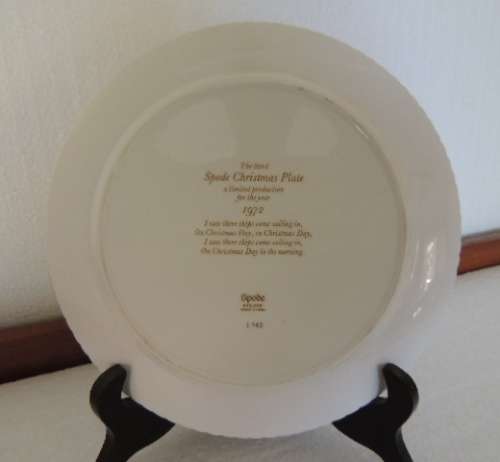 The third
Spode Christmas Plate
a limited production
for the year
1972
I saw three ships come sailing in,
On Christmas Day, on Christmas Day,
I saw three ships come sailing in,
On Christmas Day in the morning.
Spode
ENGLAND